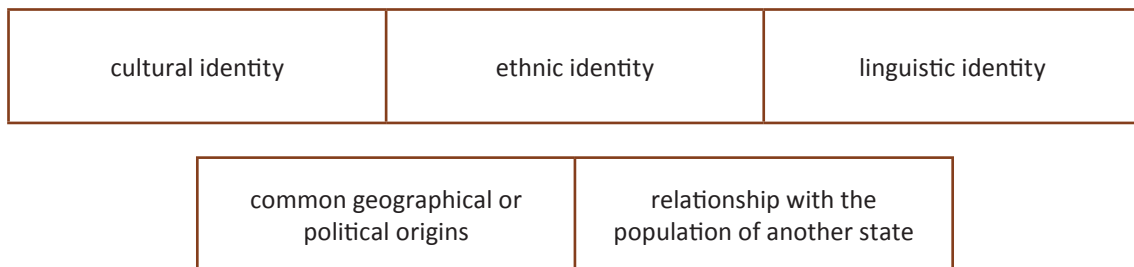 cultural identity
ethnic identity
linguistic identity
common geographical or
political origins
relationship with the
population of another state